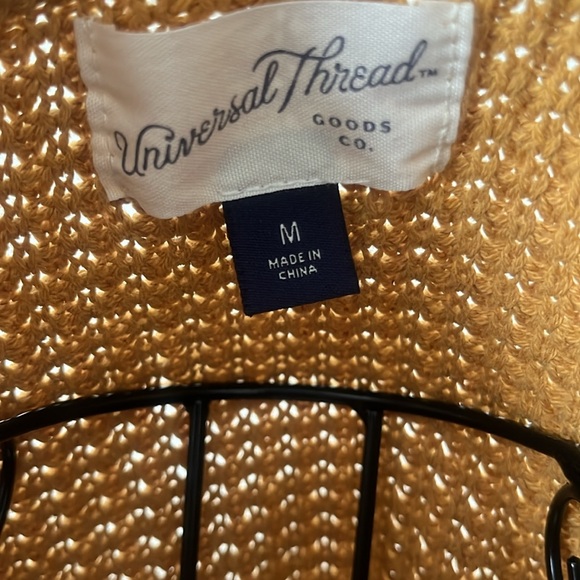 Universal Thread™
GOODS
CO.
M
MADE IN
CHINA